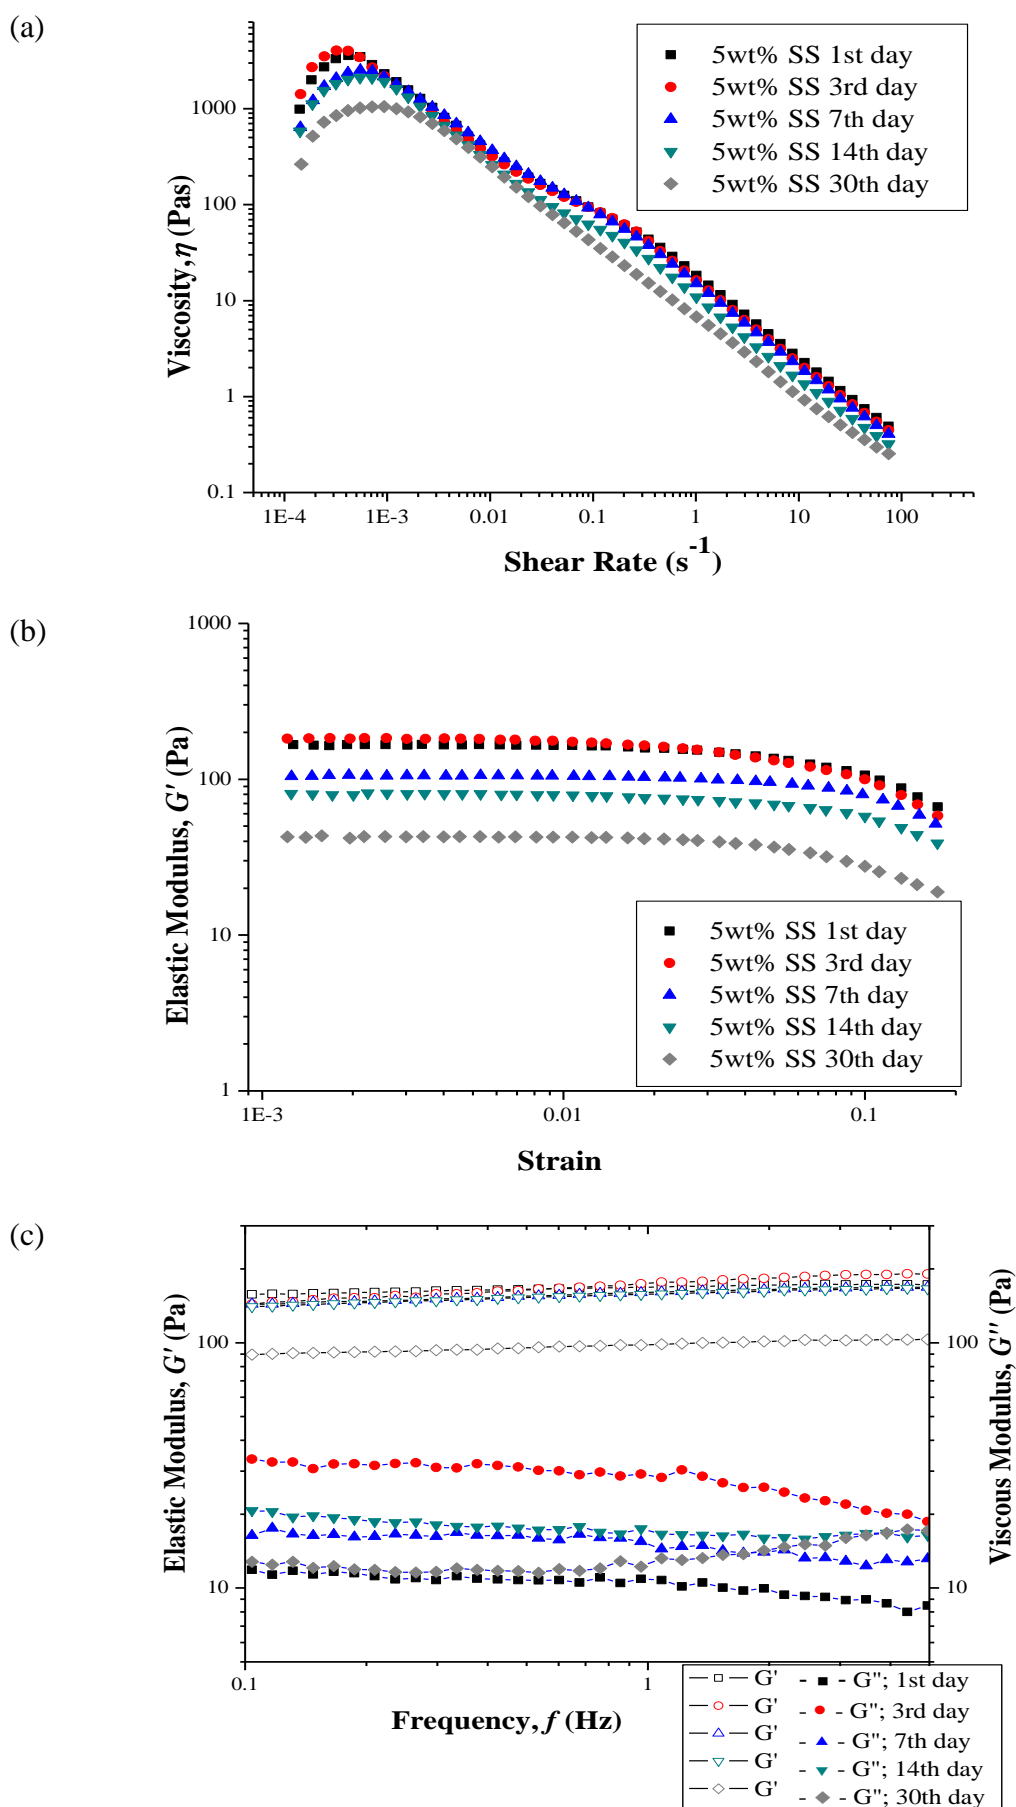 (a)
5wt% SS 1st day
5wt% SS 3rd day
5wt% SS 7th day
5wt% SS 14th day
5wt% SS 30th day
1000
100
10
1
0.1
Viscosity, η (Pas)
1E-4 1E-3 0.01 0.1 1 10 100
Shear Rate (s⁻¹)
(b)
1000
100
10
1
Elastic Modulus, G' (Pa)
5wt% SS 1st day
5wt% SS 3rd day
5wt% SS 7th day
5wt% SS 14th day
5wt% SS 30th day
1E-3 0.01 0.1
Strain
(c)
100
10
Elastic Modulus, G' (Pa)
100
10
Viscous Modulus, G'' (Pa)
0.1 1
Frequency, f (Hz)
G' G''; 1st day
G' G''; 3rd day
G' G''; 7th day
G' G''; 14th day
G' G''; 30th day